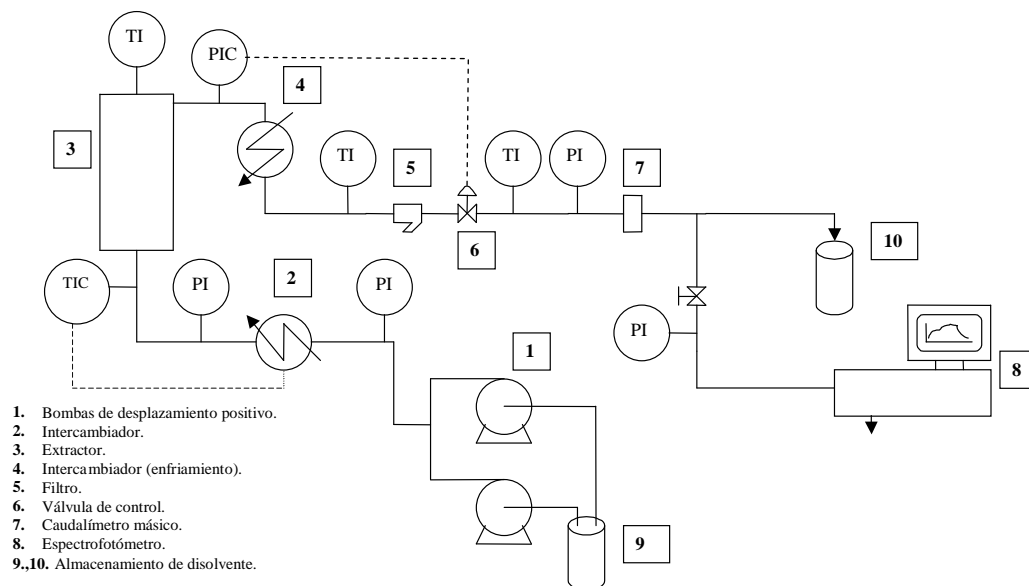 TI
PIC
4
3
TI
5
TI
PI
7
6
10
TIC
PI
2
PI
PI
1
8
9
1. Bombas de desplazamiento positivo.
2. Intercambiador.
3. Extractor.
4. Intercambiador (enfriamiento).
5. Filtro.
6. Válvula de control.
7. Caudalímetro másico.
8. Espectrofotómetro.
9.,10. Almacenamiento de disolvente.